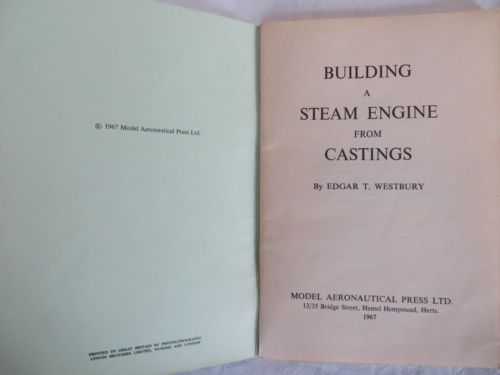 © 1967 Model Aeronautical Press Ltd.
PRINTED IN GREAT BRITAIN BY PHOTOLITHOGRAPHY
UNWIN BROTHERS LIMITED, WOKING AND LONDON
BUILDING
A
STEAM ENGINE
FROM
CASTINGS
By EDGAR T. WESTBURY
MODEL AERONAUTICAL PRESS LTD.
13/35 Bridge Street, Hemel Hempstead, Herts.
1967